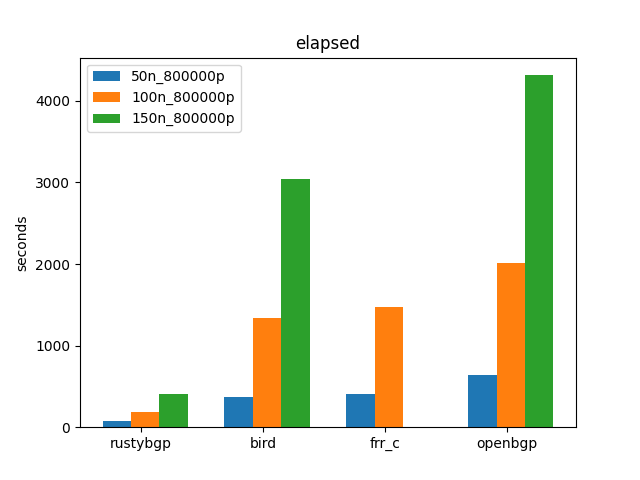 elapsed
50n_800000p
100n_800000p
150n_800000p
seconds
4000
3000
2000
1000
0
rustybgp bird frr_c openbgp